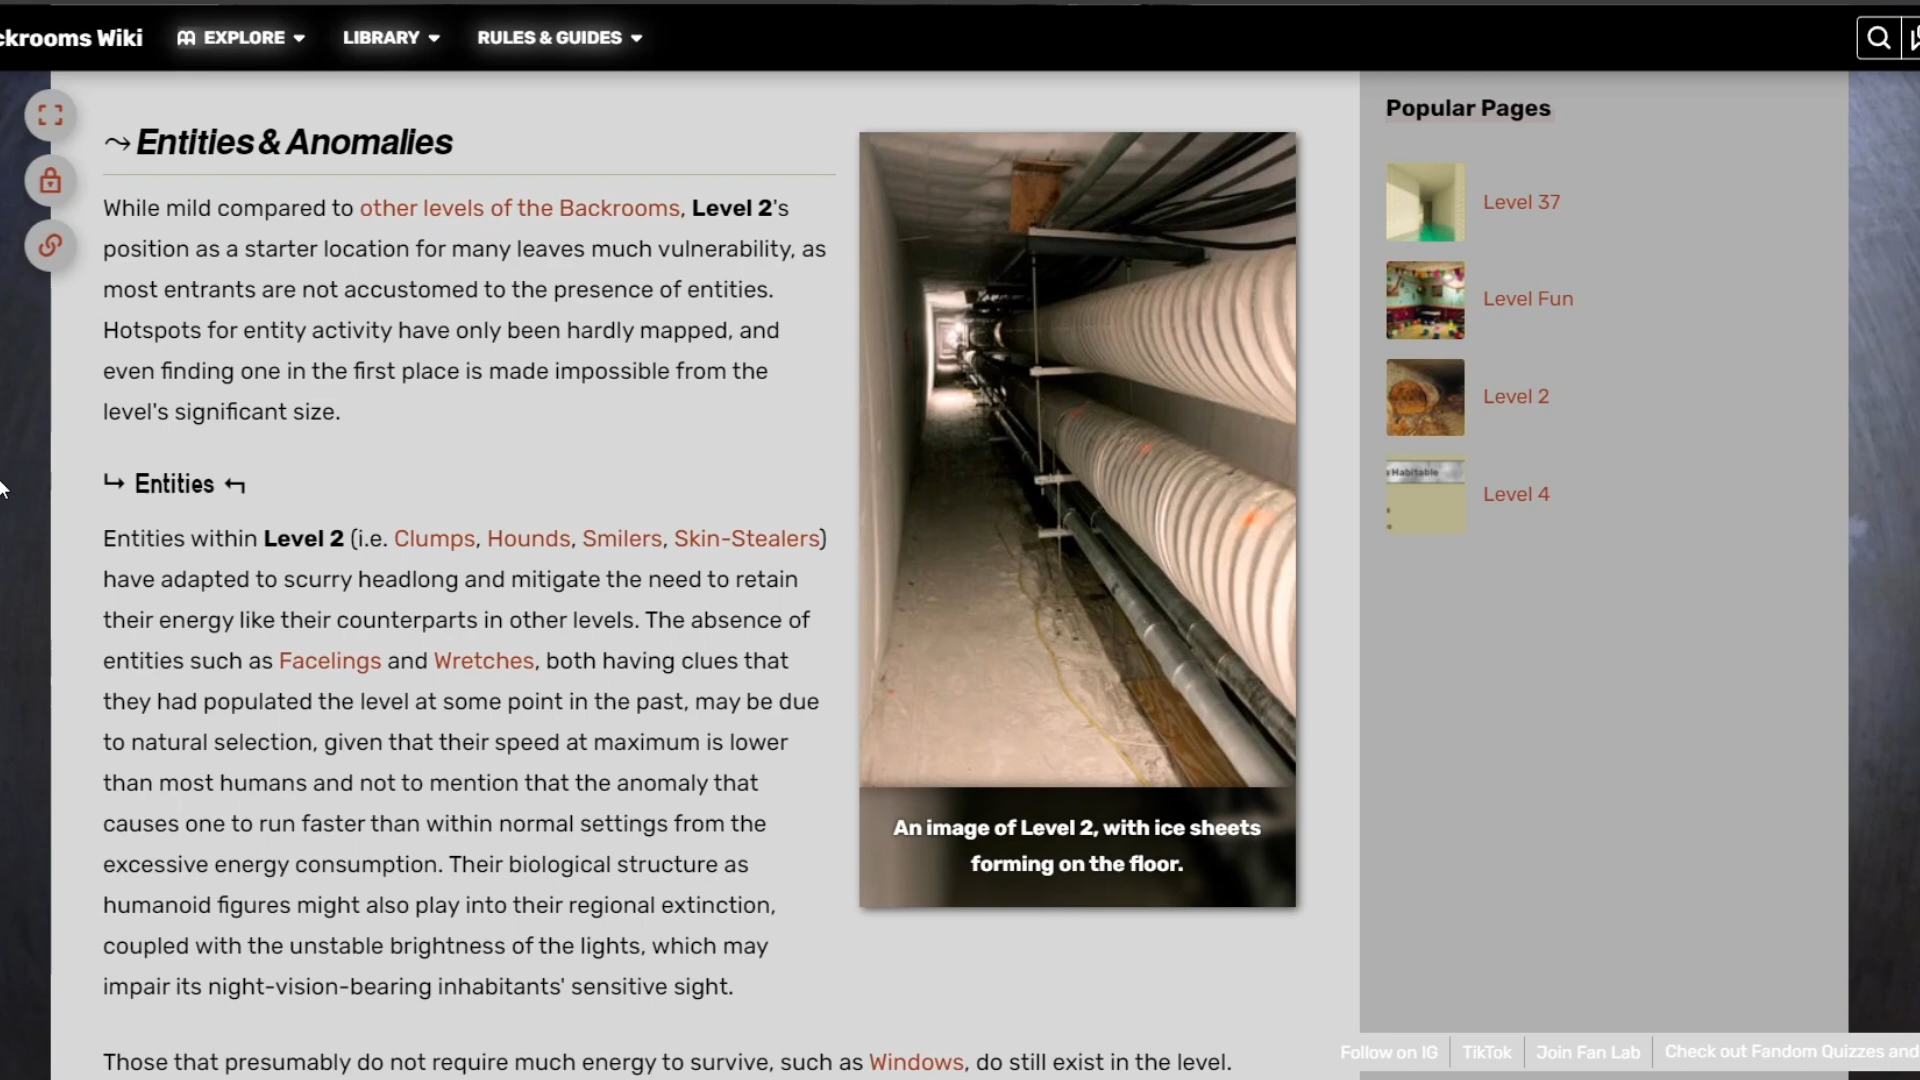 ckrooms Wiki EXPLORE LIBRARY RULES & GUIDES
⤳ Entities & Anomalies
While mild compared to other levels of the Backrooms, Level 2's
position as a starter location for many leaves much vulnerability, as
most entrants are not accustomed to the presence of entities.
Hotspots for entity activity have only been hardly mapped, and
even finding one in the first place is made impossible from the
level's significant size.
↪ Entities ↩
Entities within Level 2 (i.e. Clumps, Hounds, Smilers, Skin-Stealers)
have adapted to scurry headlong and mitigate the need to retain
their energy like their counterparts in other levels. The absence of
entities such as Facelings and Wretches, both having clues that
they had populated the level at some point in the past, may be due
to natural selection, given that their speed at maximum is lower
than most humans and not to mention that the anomaly that
causes one to run faster than within normal settings from the
excessive energy consumption. Their biological structure as
humanoid figures might also play into their regional extinction,
coupled with the unstable brightness of the lights, which may
impair its night-vision-bearing inhabitants' sensitive sight.
Those that presumably do not require much energy to survive, such as Windows, do still exist in the level.
An image of Level 2, with ice sheets
forming on the floor.
Popular Pages
Level 37
Level Fun
Level 2
Habitable
Level 4
Follow on IG TikTok Join Fan Lab Check out Fandom Quizzes and